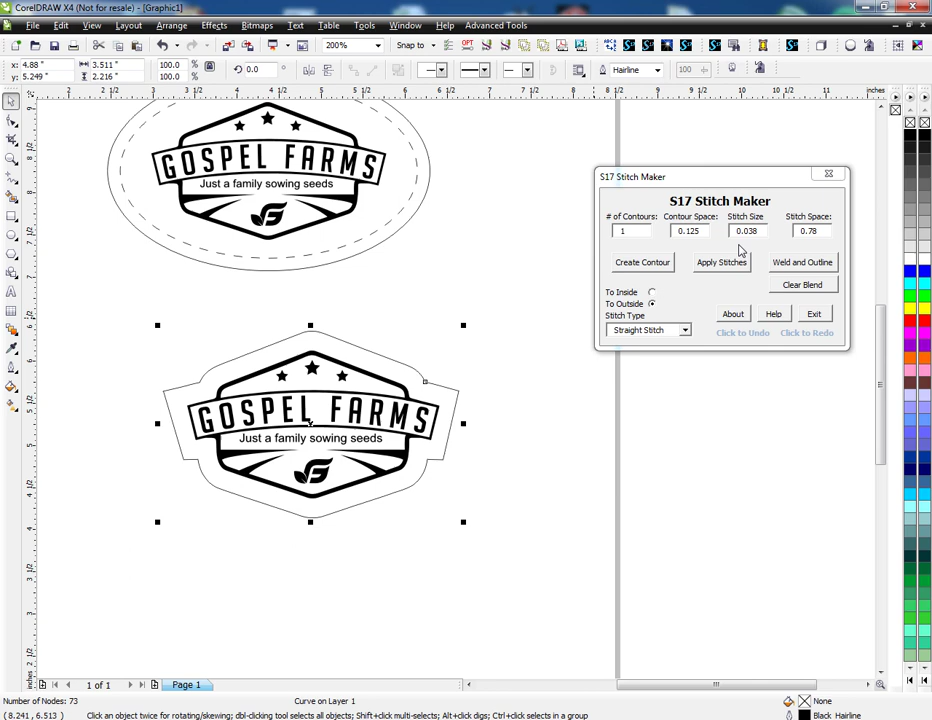 CorelDRAW X4 (Not for resale) - [Graphic1]
File Edit View Layout Arrange Effects Bitmaps Text Table Tools Window Help Advanced Tools
200% Snap to
x: 4.88 " 3.511 " 100.0 % 0.0 Hairline 100
y: 5.249 " 2.216 " 100.0 %
inches
GOSPEL FARMS
Just a family sowing seeds
S17 Stitch Maker
S17 Stitch Maker
# of Contours: Contour Space: Stitch Size Stitch Space:
1 0.125 0.038 0.78
Create Contour Apply Stitches Weld and Outline
Clear Blend
To Inside
To Outside
Stitch Type
About Help Exit
Straight Stitch
Click to Undo Click to Redo
GOSPEL FARMS
Just a family sowing seeds
1 of 1 Page 1
Number of Nodes: 73 Curve on Layer 1 None
(8.241, 6.513) Click an object twice for rotating/skewing; dbl-clicking tool selects all objects; Shift+click multi-selects; Alt+click digs; Ctrl+click selects in a group Black Hairline